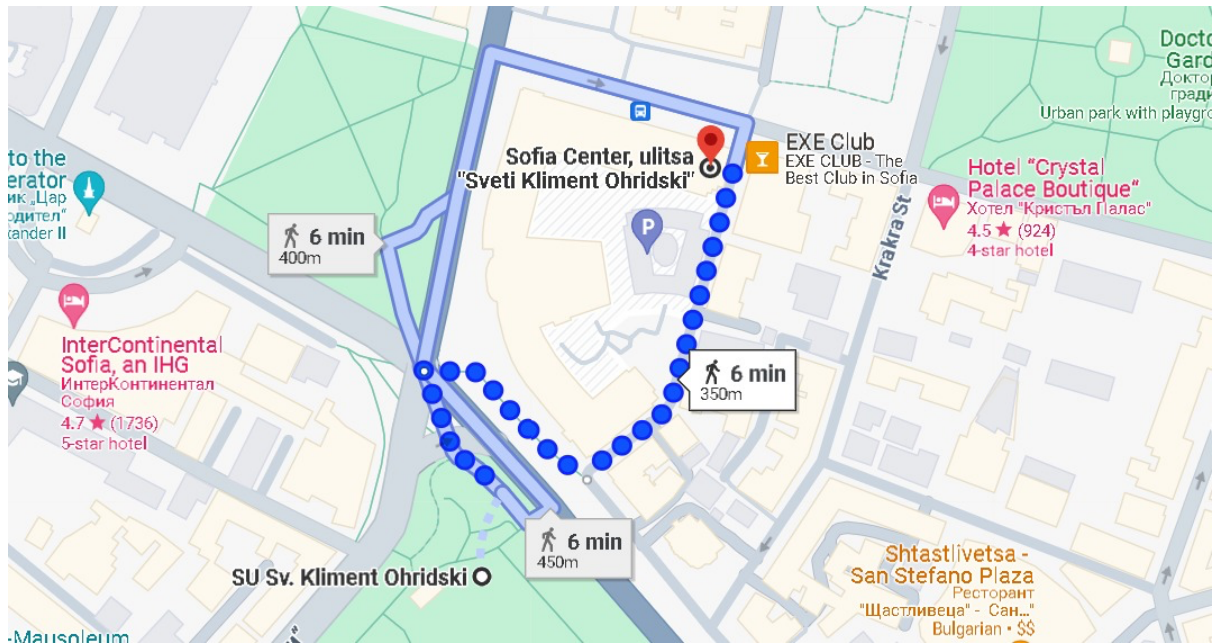 Docto
Gard
Доктор
гради
Urban park with playgro
EXE Club
EXE CLUB - The
Best Club in Sofia
Sofia Center, ulitsa
"Sveti Kliment Ohridski"
to the
erator
ик „Цар
одител"
xander II
Hotel "Crystal
Palace Boutique"
Хотел "Кристъл Палас"
4.5 ★ (924)
4-star hotel
P
6 min
400m
Krakra St
InterContinental
Sofia, an IHG
ИнтерКонтинентал
София
4.7 ★ (1736)
5-star hotel
6 min
350m
6 min
450m
SU Sv. Kliment Ohridski
Shtastlivetsa -
San Stefano Plaza
Ресторант
"Щастливеца" - Сан..."
Bulgarian • $$
-Mausoleum